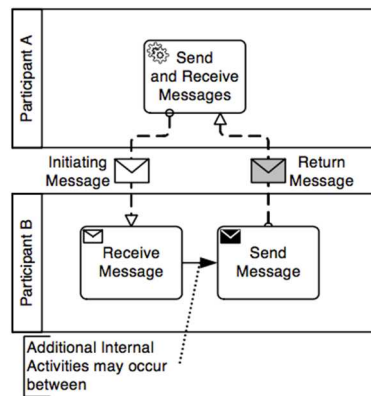 Participant A
Send
and Receive
Messages
Initiating
Message
Return
Message
Participant B
Receive
Message
Send
Message
Additional Internal
Activities may occur
between